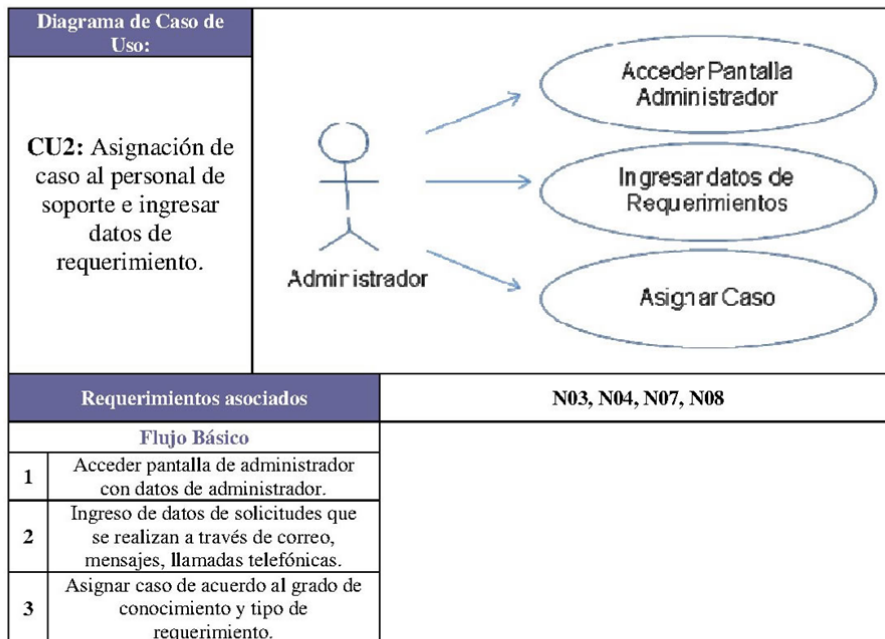 Diagrama de Caso de
Uso:
CU2: Asignación de
caso al personal de
soporte e ingresar
datos de
requerimiento.
Acceder Pantalla
Administrador
Ingresar datos de
Requerimientos
Asignar Caso
Administrador
Requerimientos asociados
N03, N04, N07, N08
Flujo Básico
1
Acceder pantalla de administrador
con datos de administrador.
2
Ingreso de datos de solicitudes que
se realizan a través de correo,
mensajes, llamadas telefónicas.
3
Asignar caso de acuerdo al grado de
conocimiento y tipo de
requerimiento.